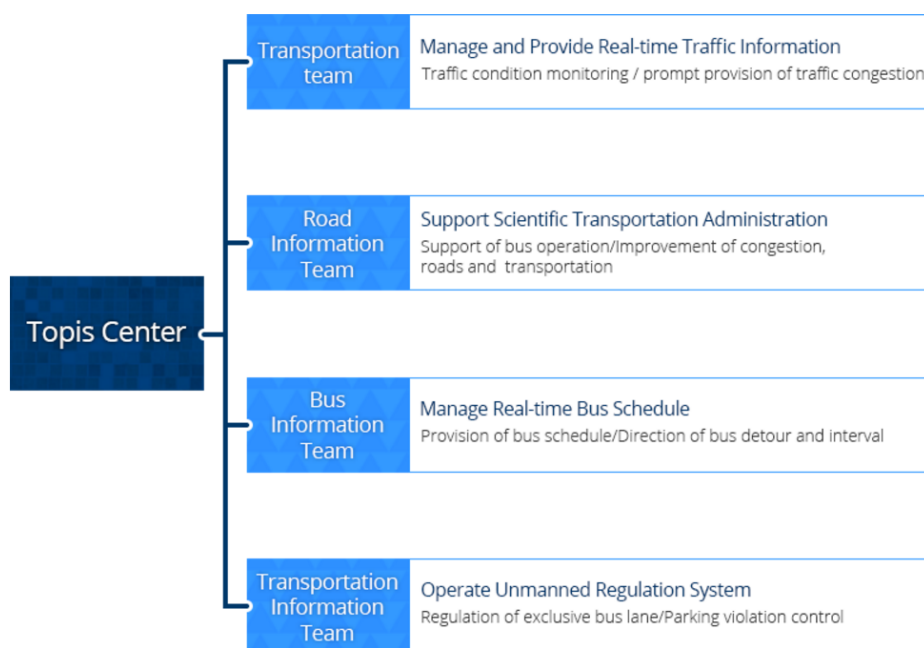 Transportation
team
Manage and Provide Real-time Traffic Information
Traffic condition monitoring / prompt provision of traffic congestion
Road
Information
Team
Support Scientific Transportation Administration
Support of bus operation/Improvement of congestion,
roads and transportation
Topis Center
Bus
Information
Team
Manage Real-time Bus Schedule
Provision of bus schedule/Direction of bus detour and interval
Transportation
Information
Team
Operate Unmanned Regulation System
Regulation of exclusive bus lane/Parking violation control